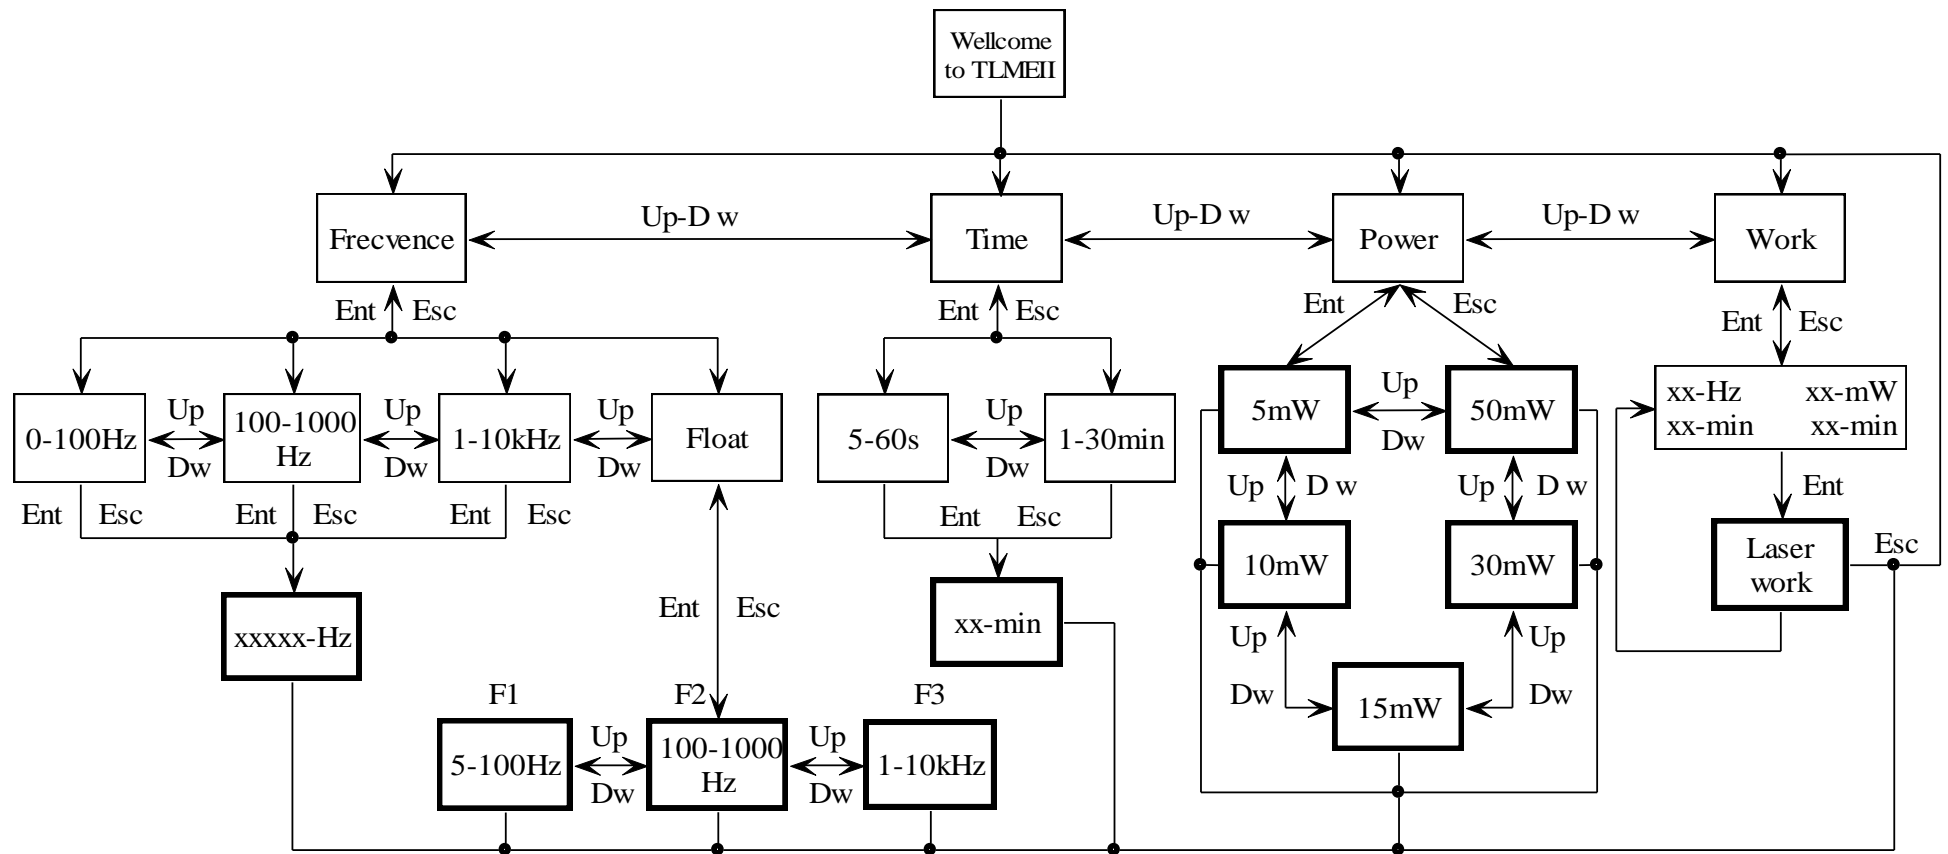 Wellcome
to TLMEII
Up-D w
Up-D w
Up-D w
Frecvence
Time
Power
Work
Ent
Esc
Ent
Esc
Ent
Esc
Ent
Esc
0-100Hz
Up
Dw
100-1000
Hz
Up
Dw
1-10kHz
Up
Dw
Float
5-60s
Up
Dw
1-30min
5mW
Up
Dw
50mW
xx-Hz xx-mW
xx-min xx-min
Ent
Esc
Ent
Esc
Ent
Esc
Ent
Esc
Up
D w
Up
D w
Ent
10mW
30mW
Laser
work
Esc
Ent
Esc
xxxxx-Hz
xx-min
Up
Dw
Up
Dw
15mW
F1
F2
F3
5-100Hz
Up
Dw
100-1000
Hz
Up
Dw
1-10kHz